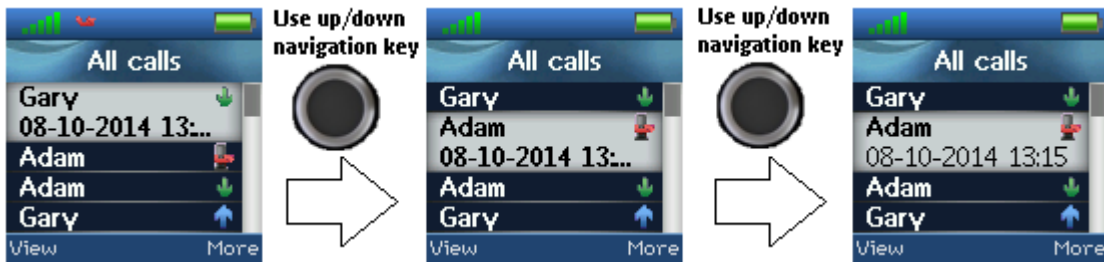 All calls
Gary
08-10-2014 13:...
Adam
Adam
Gary
View More
Use up/down
navigation key
All calls
Gary
Adam
08-10-2014 13:...
Adam
Gary
View More
Use up/down
navigation key
All calls
Gary
Adam
08-10-2014 13:15
Adam
Gary
View More